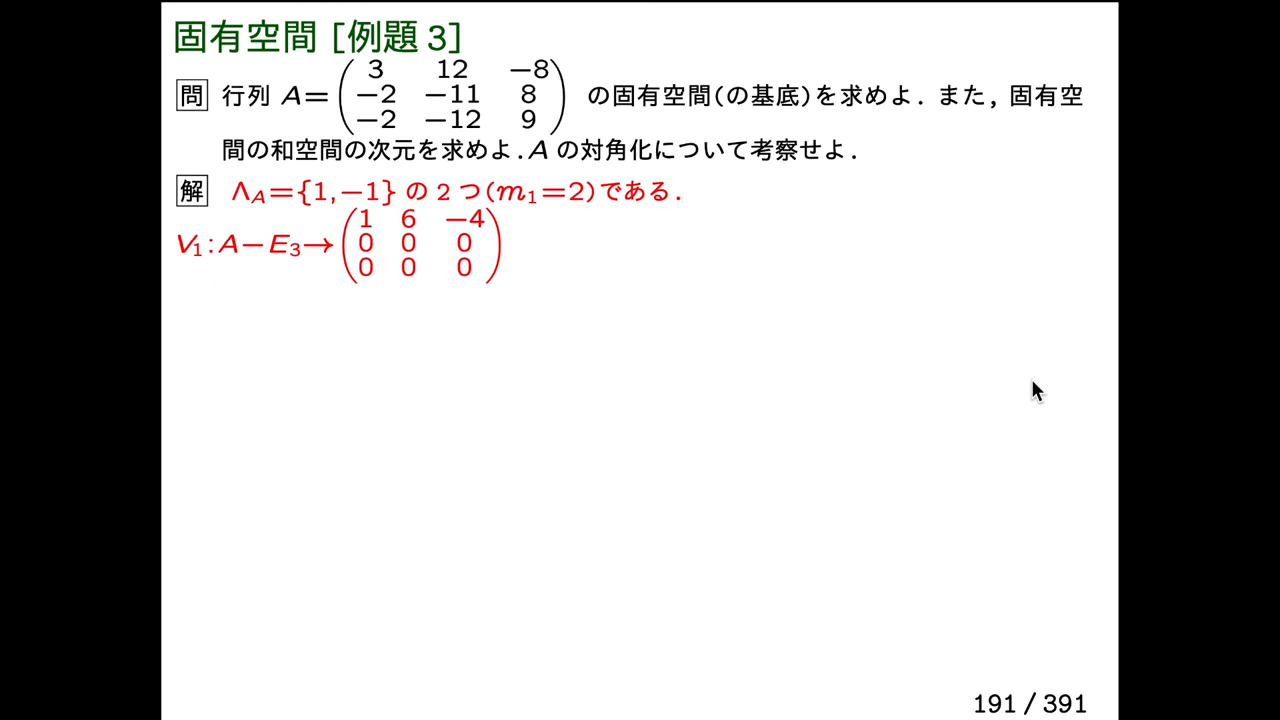 固有空間 [例題 3]
問 行列 A=(3 12 −8
−2 −11 8
−2 −12 9) の固有空間(の基底)を求めよ. また, 固有空
間の和空間の次元を求めよ. A の対角化について考察せよ.
解 Λ_A={1,−1} の 2 つ(m₁=2)である.
V₁:A−E₃→(1 6 −4
0 0 0
0 0 0)
191 / 391